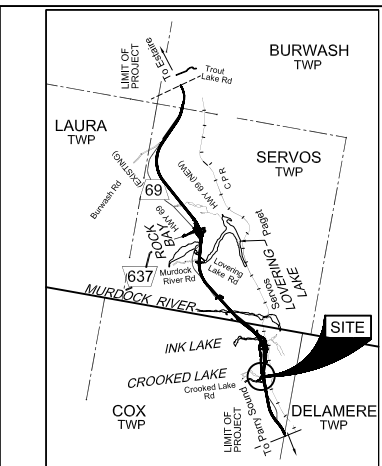 BURWASH
TWP
To Estaire
LIMIT OF
PROJECT
Trout
Lake Rd
LAURA
TWP
(EXISTING)
HWY 69 (NEW)
C P R
SERVOS
TWP
Burwash Rd
69
HWY 69
ROCK
BAY
637
Murdock
River Rd
Lovering
Lake Rd
Paget
Servos
LOVERING
LAKE
MURDOCK RIVER
SITE
INK LAKE
CROOKED LAKE
Crooked Lake
Rd
COX
TWP
LIMIT OF
PROJECT
To Parry Sound
DELAMERE
TWP